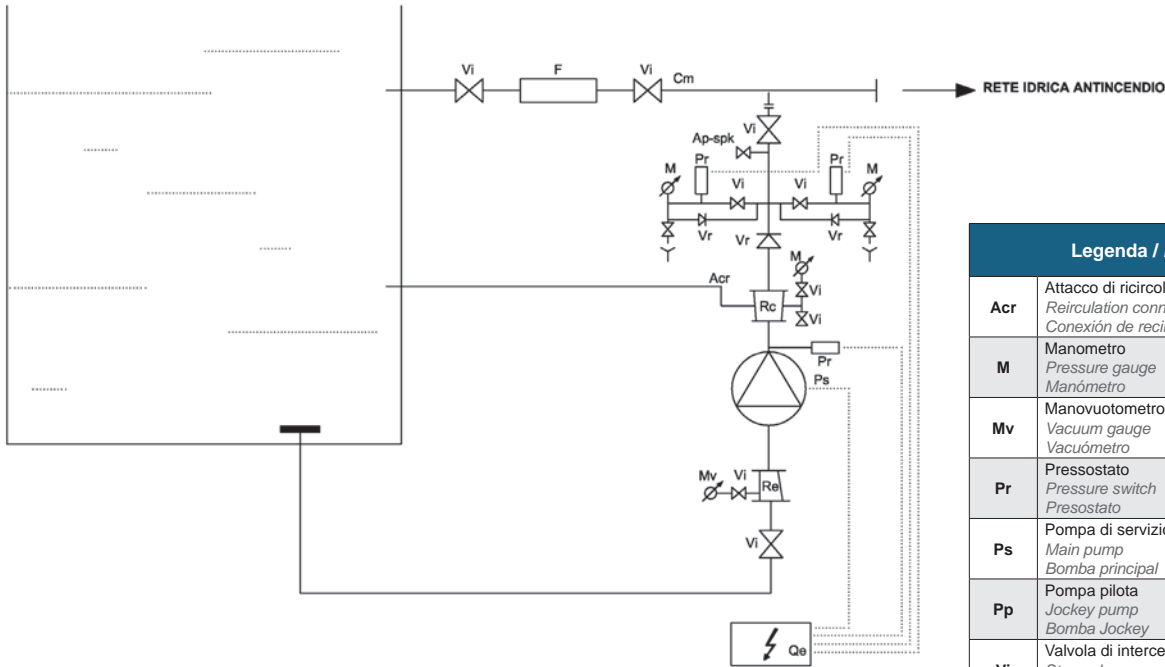 Vi
F
Vi
Cm
RETE IDRICA ANTINCENDIO
Vi
Ap-spk
M
Pr
Pr
M
Vi
Vi
Vr
Vr
Vr
M
Acr
Vi
Rc
Vi
Pr
Ps
Mv
Vi
Re
Vi
Qe
Legenda /
Acr
Attacco di ricircol
Reirculation conn
Conexión de reci
M
Manometro
Pressure gauge
Manómetro
Mv
Manovuotometro
Vacuum gauge
Vacuómetro
Pr
Pressostato
Pressure switch
Presostato
Ps
Pompa di servizio
Main pump
Bomba principal
Pp
Pompa pilota
Jockey pump
Bomba Jockey
Valvola di interce